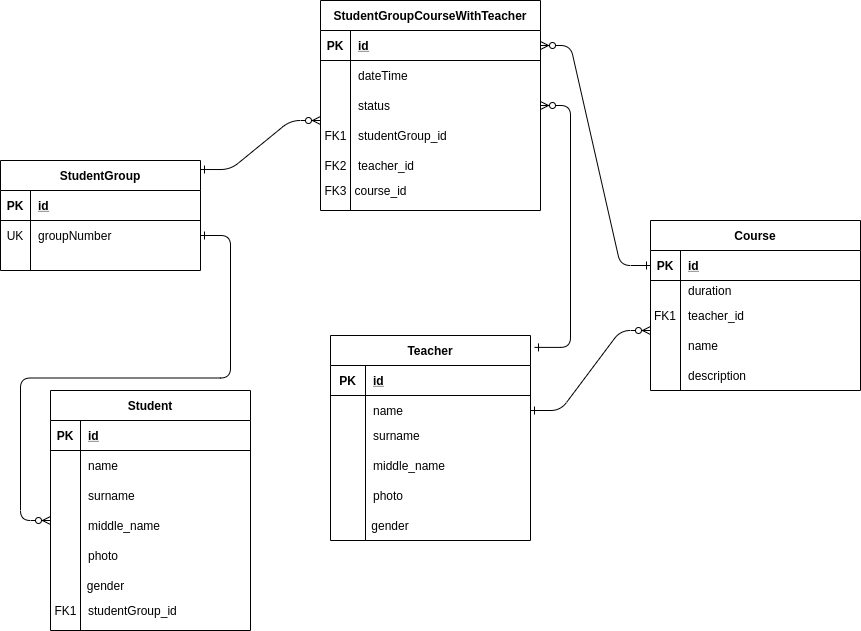 StudentGroupCourseWithTeacher
PK id
dateTime
status
FK1 studentGroup_id
FK2 teacher_id
FK3 course_id
StudentGroup
PK id
UK groupNumber
Course
PK id
duration
FK1 teacher_id
name
description
Teacher
PK id
name
surname
middle_name
photo
gender
Student
PK id
name
surname
middle_name
photo
gender
FK1 studentGroup_id